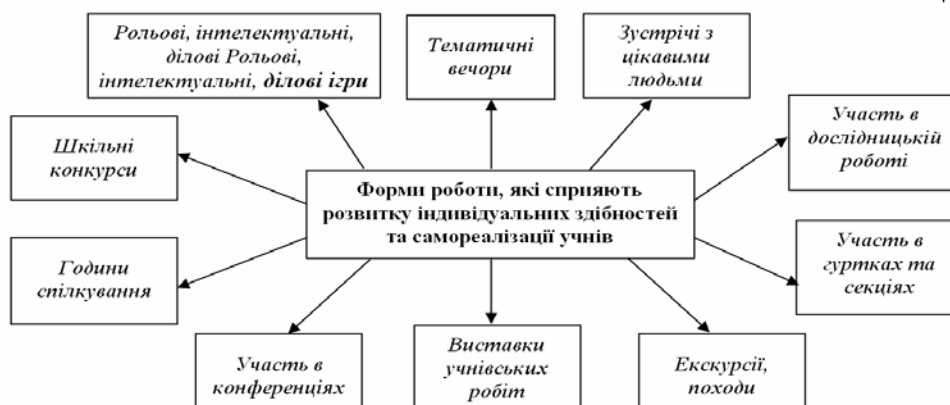 Рольові, інтелектуальні,
ділові Рольові,
інтелектуальні, ділові ігри
Тематичні
вечори
Зустрічі з
цікавими
людьми
Шкільні
конкурси
Участь в
дослідницькій
роботі
Форми роботи, які сприяють
розвитку індивідуальних здібностей
та самореалізації учнів
Години
спілкування
Участь в
гуртках та
секціях
Участь в
конференціях
Виставки
учнівських
робіт
Екскурсії,
походи